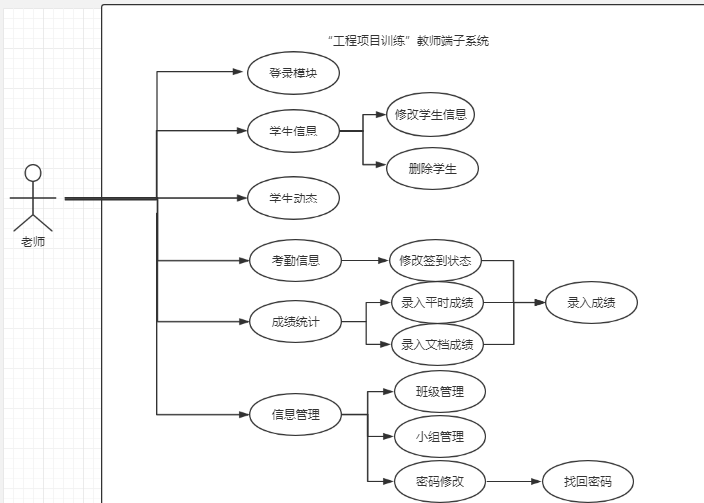 “工程项目训练”教师端子系统
登录模块
学生信息
修改学生信息
删除学生
学生动态
老师
考勤信息
修改签到状态
成绩统计
录入平时成绩
录入成绩
录入文档成绩
信息管理
班级管理
小组管理
密码修改
找回密码